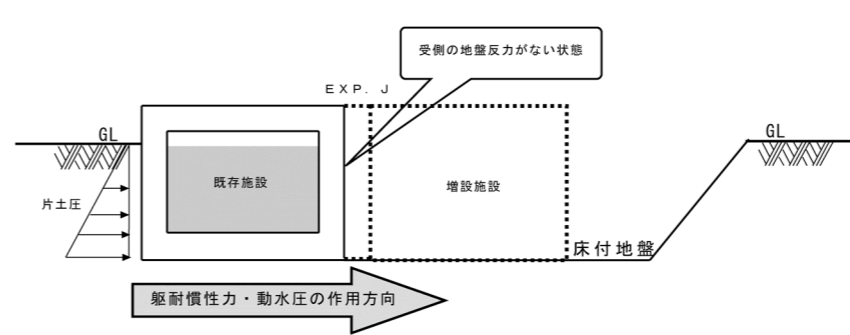 受側の地盤反力がない状態
EXP. J
GL
GL
既存施設
増設施設
片土圧
床付地盤
躯耐慣性力・動水圧の作用方向